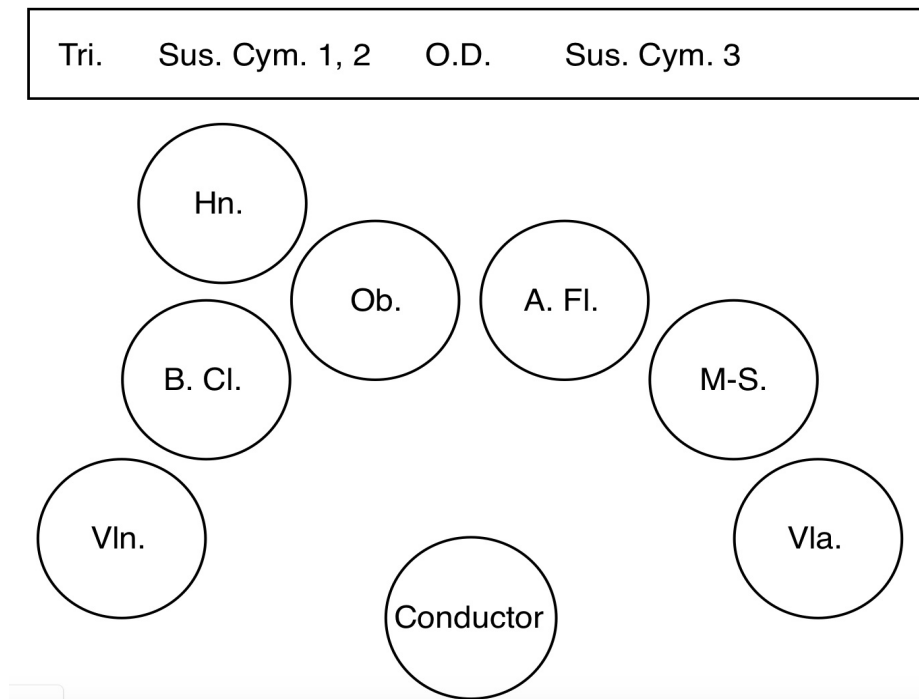 Tri. Sus. Cym. 1, 2 O.D. Sus. Cym. 3
Hn.
Ob. A. Fl.
B. Cl. M-S.
Vln. Vla.
Conductor